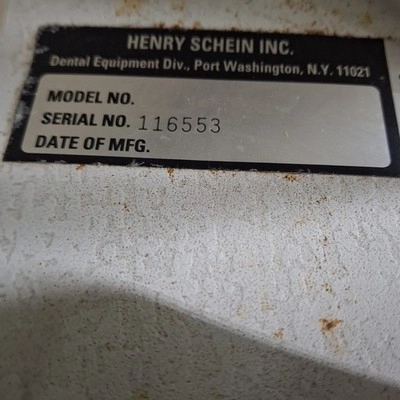 HENRY SCHEIN INC.
Dental Equipment Div., Port Washington, N.Y. 11021
MODEL NO.
SERIAL NO. 116553
DATE OF MFG.